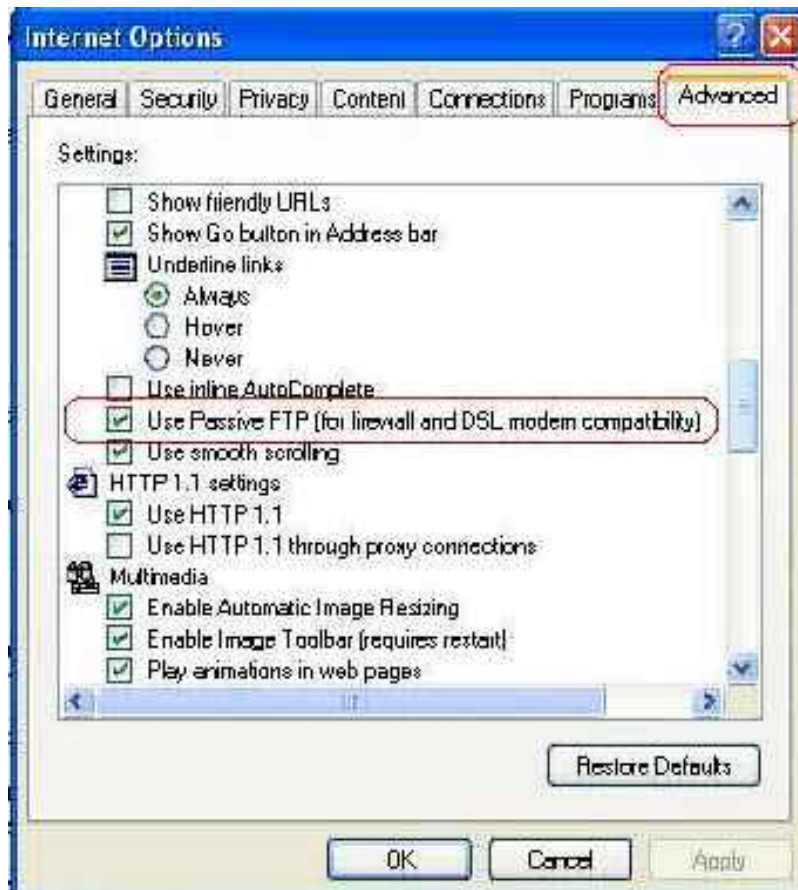 Internet Options
General Security Privacy Content Connections Programs Advanced
Settings:
Show friendly URLs
Show Go button in Address bar
Underline links
Always
Hover
Never
Use inline AutoComplete
Use Passive FTP (for firewall and DSL modem compatibility)
Use smooth scrolling
HTTP 1.1 settings
Use HTTP 1.1
Use HTTP 1.1 through proxy connections
Multimedia
Enable Automatic Image Resizing
Enable Image Toolbar (requires restart)
Play animations in web pages
Restore Defaults
OK Cancel Apply